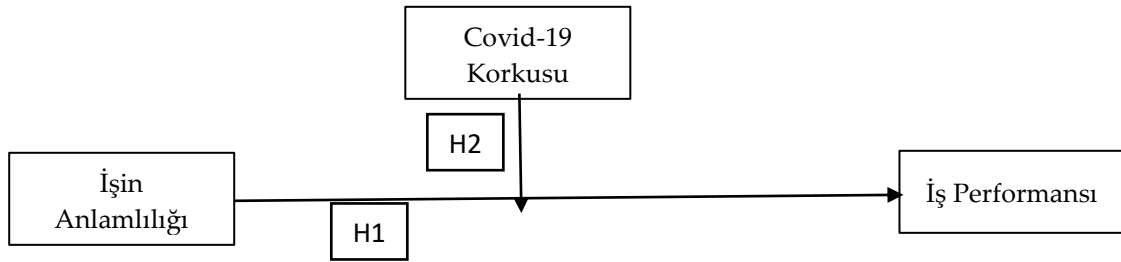 Covid-19
Korkusu
H2
İşin
Anlamlılığı
İş Performansı
H1